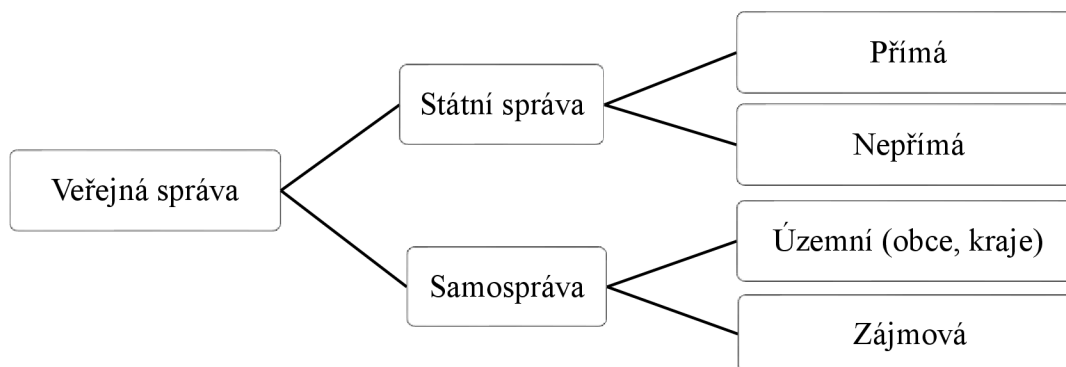 Veřejná správa
Státní správa
Přímá
Nepřímá
Samospráva
Územní (obce, kraje)
Zájmová